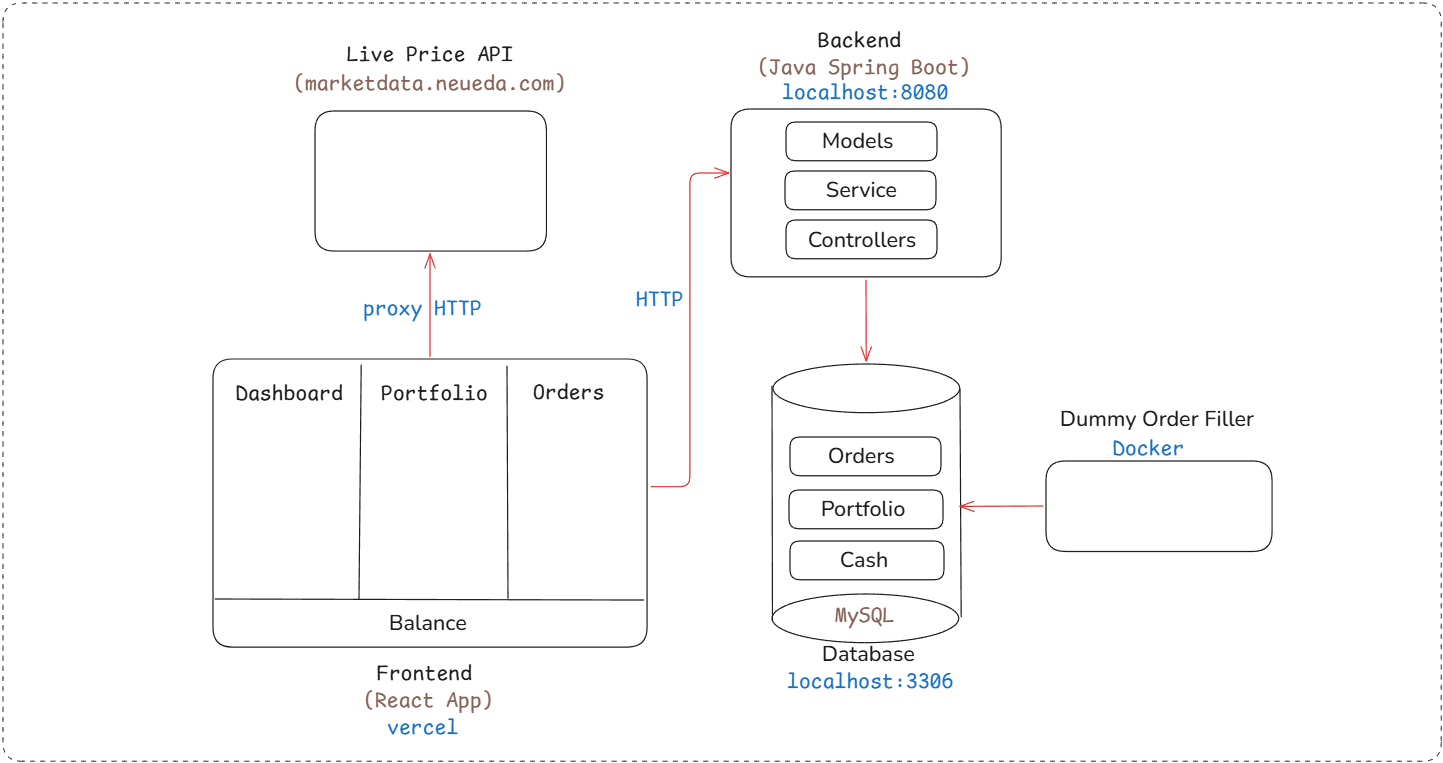 Live Price API
(marketdata.neueda.com)
Backend
(Java Spring Boot)
localhost:8080
Models
Service
Controllers
proxy HTTP
HTTP
Dashboard
Portfolio
Orders
Balance
Frontend
(React App)
vercel
Orders
Portfolio
Cash
MySQL
Database
localhost:3306
Dummy Order Filler
Docker